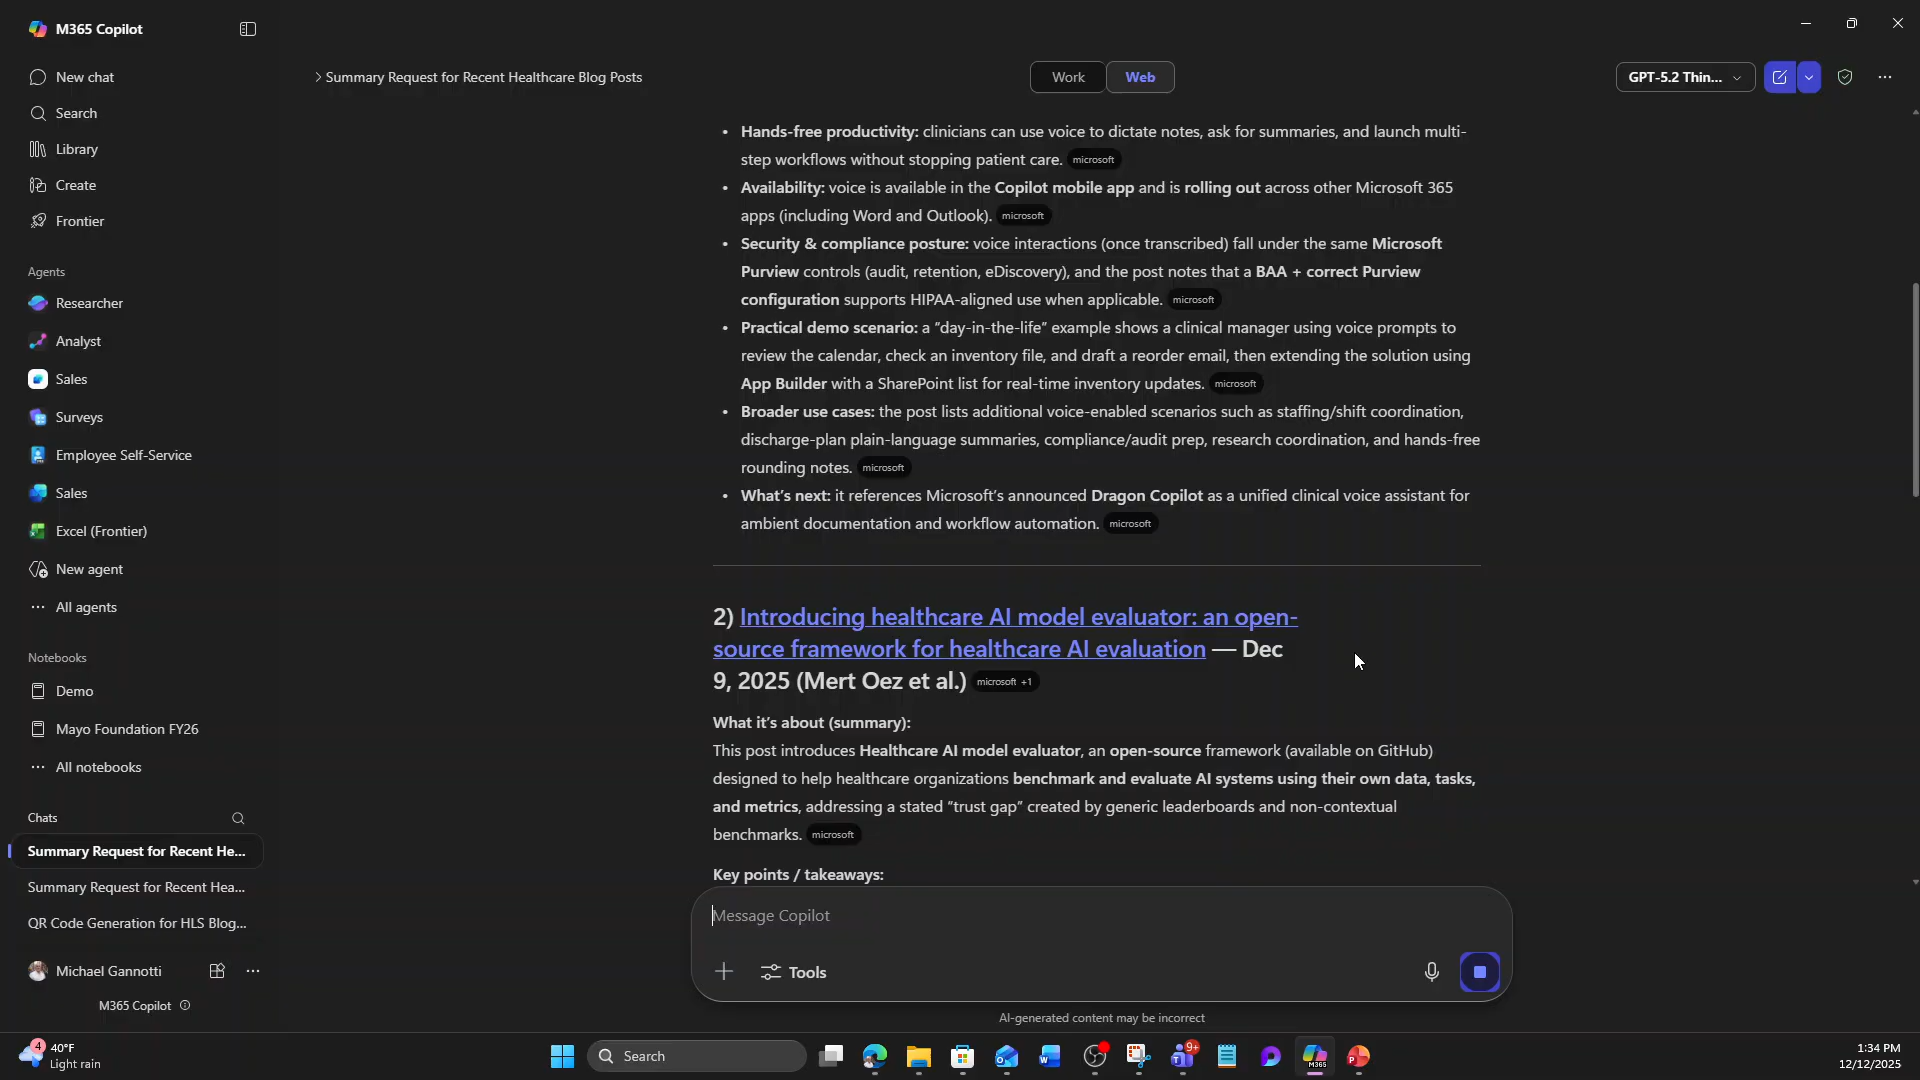 M365 Copilot
New chat
Search
Library
Create
Frontier
Agents
Researcher
Analyst
Sales
Surveys
Employee Self-Service
Sales
Excel (Frontier)
New agent
All agents
Notebooks
Demo
Mayo Foundation FY26
All notebooks
Chats
Summary Request for Recent He...
Summary Request for Recent Hea...
QR Code Generation for HLS Blog...
Michael Gannotti
M365 Copilot
Summary Request for Recent Healthcare Blog Posts
Work
Web
GPT-5.2 Thin...
• Hands-free productivity: clinicians can use voice to dictate notes, ask for summaries, and launch multi-
step workflows without stopping patient care. microsoft
• Availability: voice is available in the Copilot mobile app and is rolling out across other Microsoft 365
apps (including Word and Outlook). microsoft
• Security & compliance posture: voice interactions (once transcribed) fall under the same Microsoft
Purview controls (audit, retention, eDiscovery), and the post notes that a BAA + correct Purview
configuration supports HIPAA-aligned use when applicable. microsoft
• Practical demo scenario: a “day-in-the-life” example shows a clinical manager using voice prompts to
review the calendar, check an inventory file, and draft a reorder email, then extending the solution using
App Builder with a SharePoint list for real-time inventory updates. microsoft
• Broader use cases: the post lists additional voice-enabled scenarios such as staffing/shift coordination,
discharge-plan plain-language summaries, compliance/audit prep, research coordination, and hands-free
rounding notes. microsoft
• What’s next: it references Microsoft’s announced Dragon Copilot as a unified clinical voice assistant for
ambient documentation and workflow automation. microsoft
2) Introducing healthcare AI model evaluator: an open-
source framework for healthcare AI evaluation — Dec
9, 2025 (Mert Oez et al.) microsoft +1
What it’s about (summary):
This post introduces Healthcare AI model evaluator, an open-source framework (available on GitHub)
designed to help healthcare organizations benchmark and evaluate AI systems using their own data, tasks,
and metrics, addressing a stated “trust gap” created by generic leaderboards and non-contextual
benchmarks. microsoft
Key points / takeaways:
Message Copilot
Tools
AI-generated content may be incorrect
4
40°F
Light rain
Search
9+
M365
1:34 PM
12/12/2025